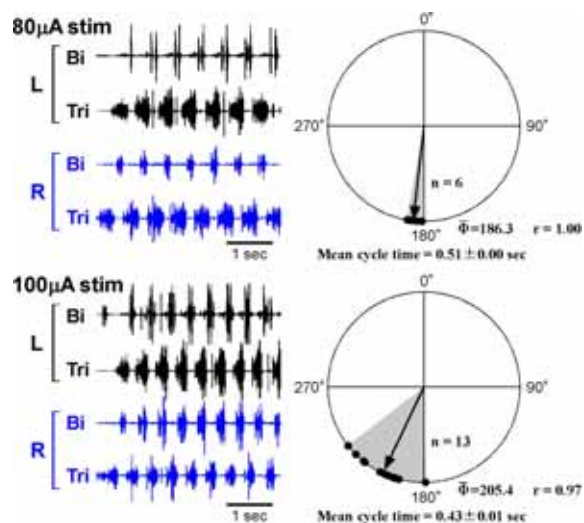 80μA stim
L
Bi
Tri
R
Bi
Tri
1 sec
0°
270°
90°
n = 6
180°
Φ̄=186.3 r = 1.00
Mean cycle time = 0.51±0.00 sec
100μA stim
L
Bi
Tri
R
Bi
Tri
1 sec
0°
270°
90°
n = 13
180°
Φ̄=205.4 r = 0.97
Mean cycle time = 0.43±0.01 sec